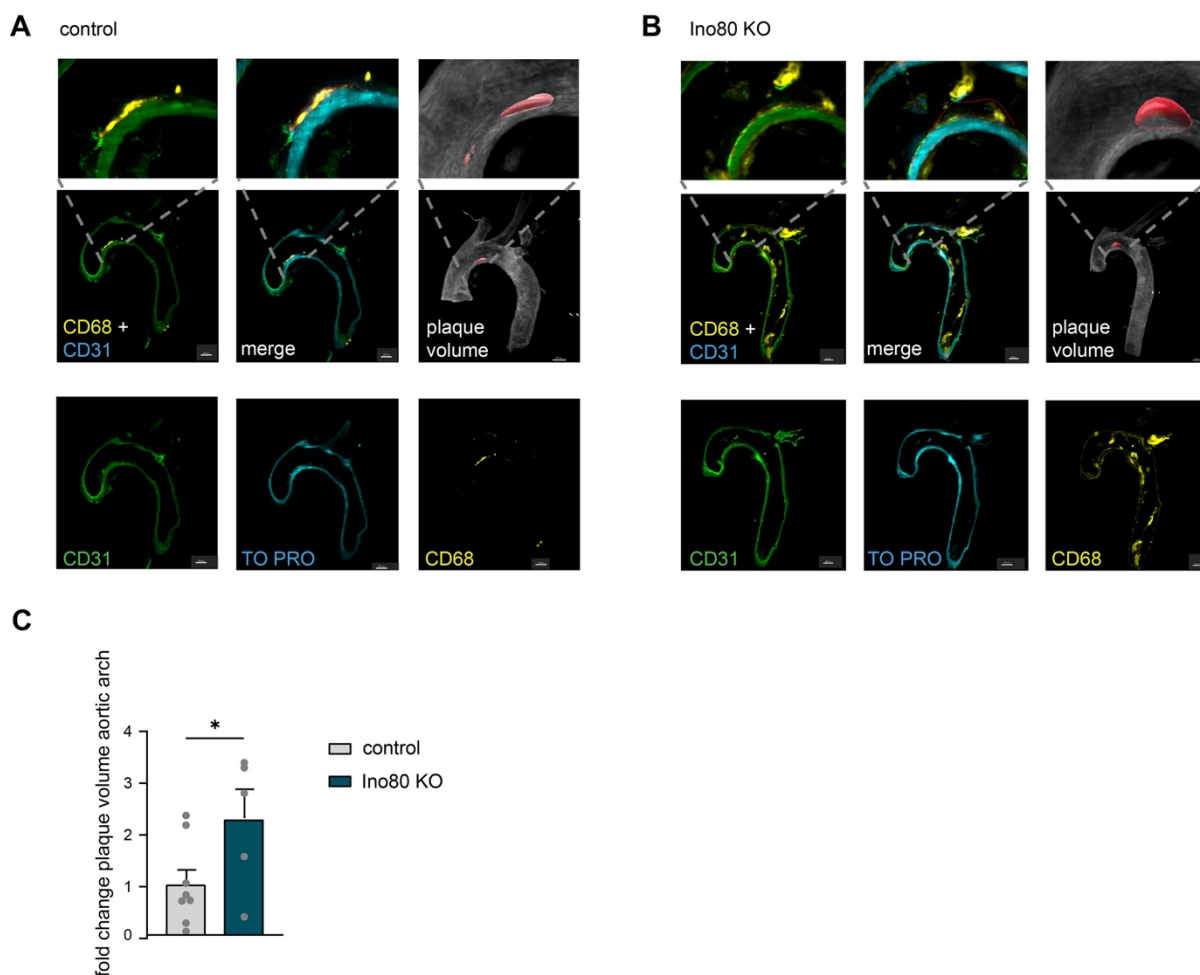 A control
B Ino80 KO
CD68 +
CD31
merge
plaque
volume
CD68 +
CD31
merge
plaque
volume
CD31
TO PRO
CD68
CD31
TO PRO
CD68
C
fold change plaque volume aortic arch
4
3
2
1
0
*
control
Ino80 KO